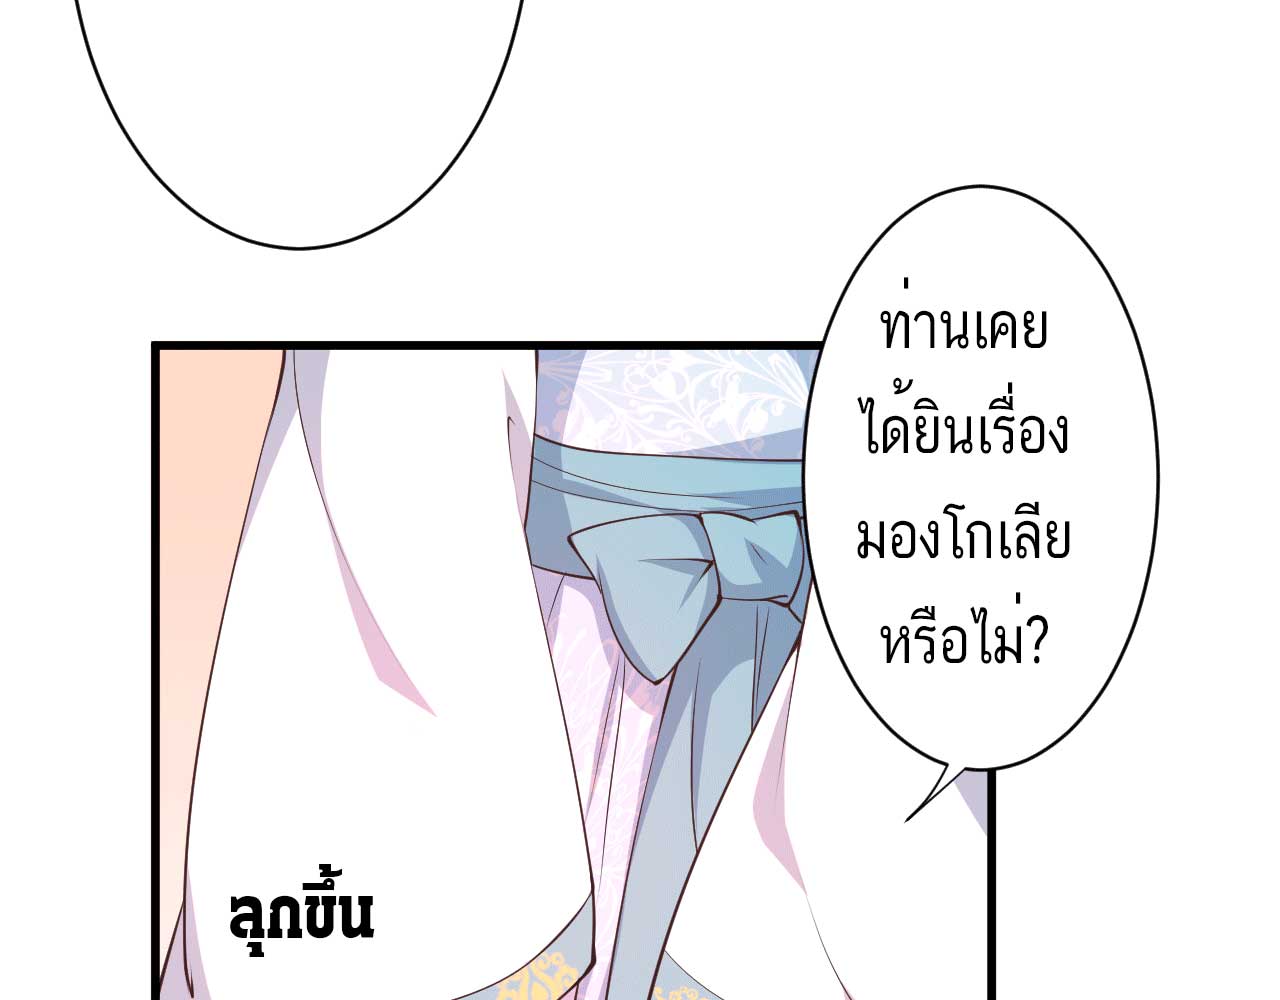 ท่านเคย
ได้ยินเรื่อง
มองโกเลีย
หรือไม่?
ลุกขึ้น